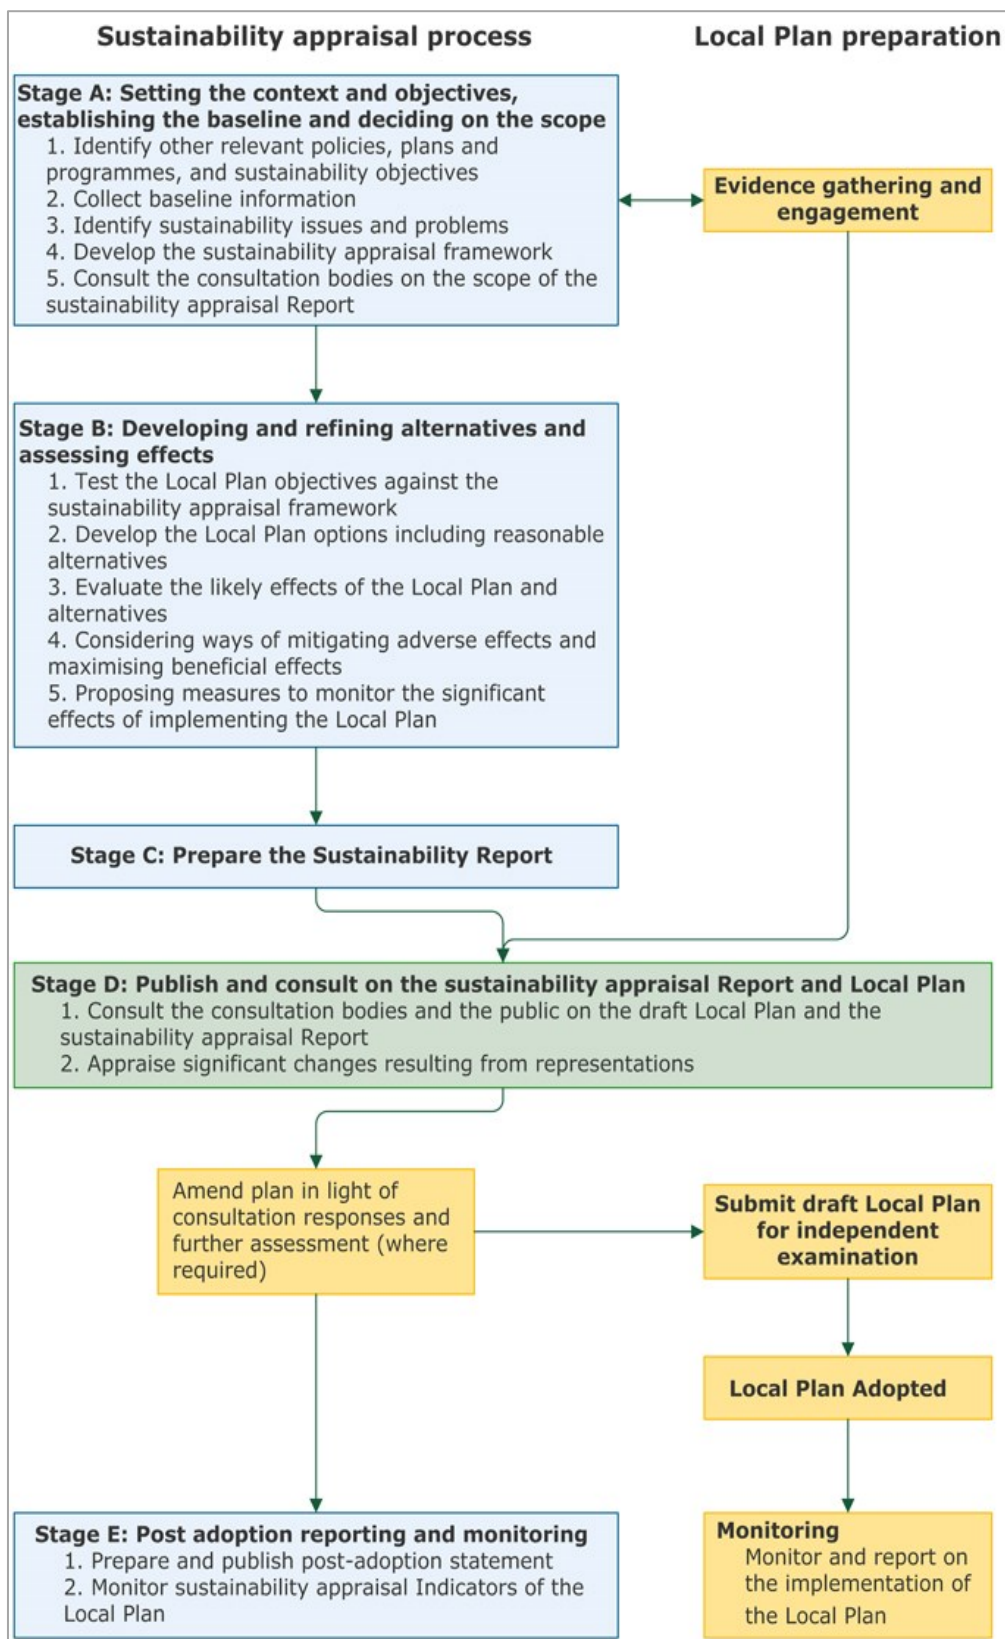 Sustainability appraisal process
Local Plan preparation
Stage A: Setting the context and objectives,
establishing the baseline and deciding on the scope
1. Identify other relevant policies, plans and
programmes, and sustainability objectives
2. Collect baseline information
3. Identify sustainability issues and problems
4. Develop the sustainability appraisal framework
5. Consult the consultation bodies on the scope of the
sustainability appraisal Report
Evidence gathering and
engagement
Stage B: Developing and refining alternatives and
assessing effects
1. Test the Local Plan objectives against the
sustainability appraisal framework
2. Develop the Local Plan options including reasonable
alternatives
3. Evaluate the likely effects of the Local Plan and
alternatives
4. Considering ways of mitigating adverse effects and
maximising beneficial effects
5. Proposing measures to monitor the significant
effects of implementing the Local Plan
Stage C: Prepare the Sustainability Report
Stage D: Publish and consult on the sustainability appraisal Report and Local Plan
1. Consult the consultation bodies and the public on the draft Local Plan and the
sustainability appraisal Report
2. Appraise significant changes resulting from representations
Amend plan in light of
consultation responses and
further assessment (where
required)
Submit draft Local Plan
for independent
examination
Local Plan Adopted
Stage E: Post adoption reporting and monitoring
1. Prepare and publish post-adoption statement
2. Monitor sustainability appraisal Indicators of the
Local Plan
Monitoring
Monitor and report on
the implementation of
the Local Plan